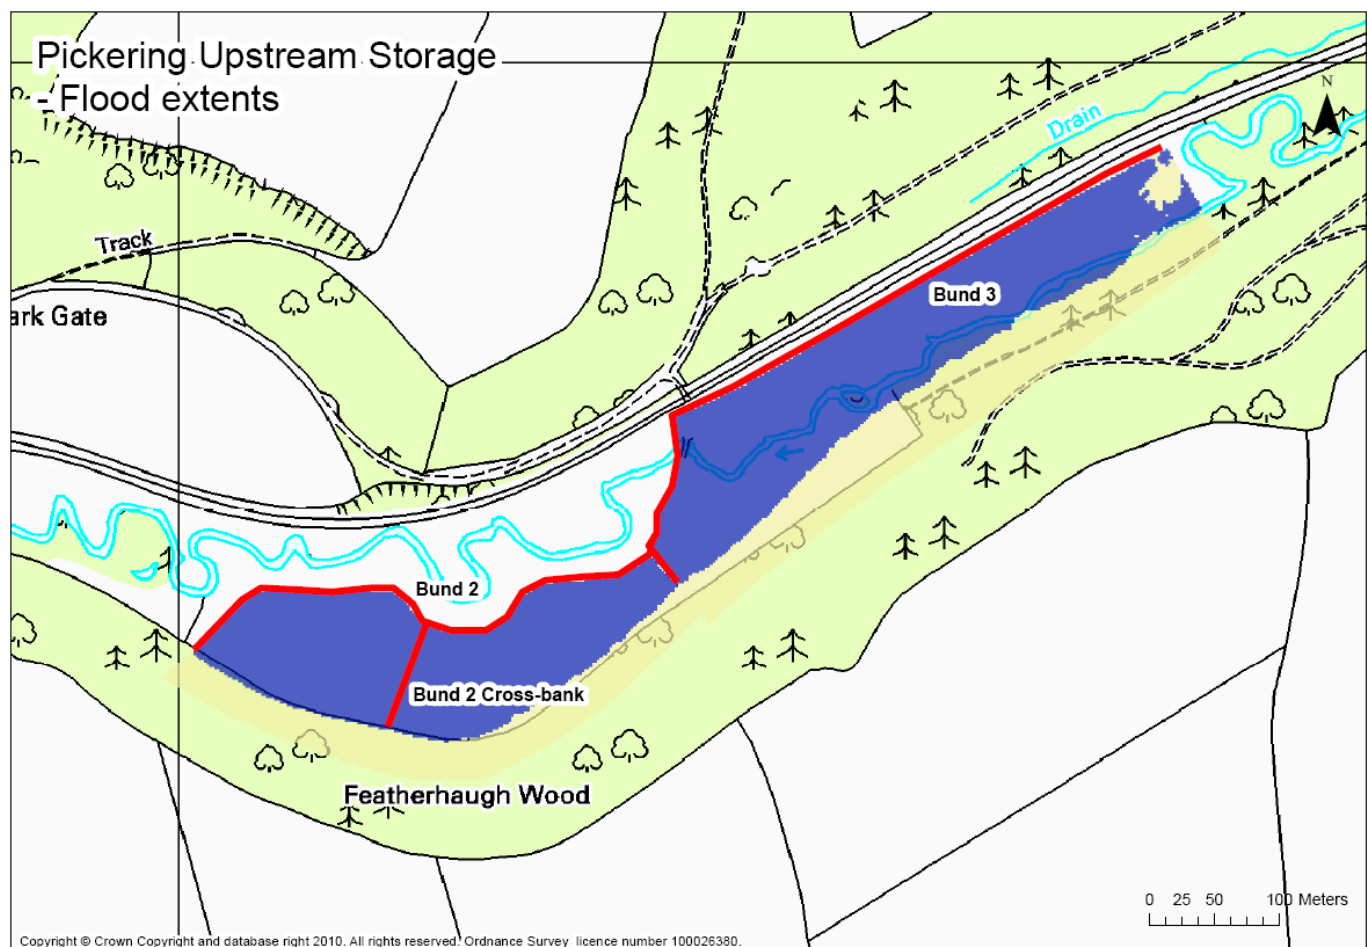 Pickering Upstream Storage
- Flood extents
N
Drain
Track
ark Gate
Bund 3
Bund 2
Bund 2 Cross-bank
Featherhaugh Wood
0 25 50 100 Meters
Copyright © Crown Copyright and database right 2010. All rights reserved. Ordnance Survey licence number 100026380.